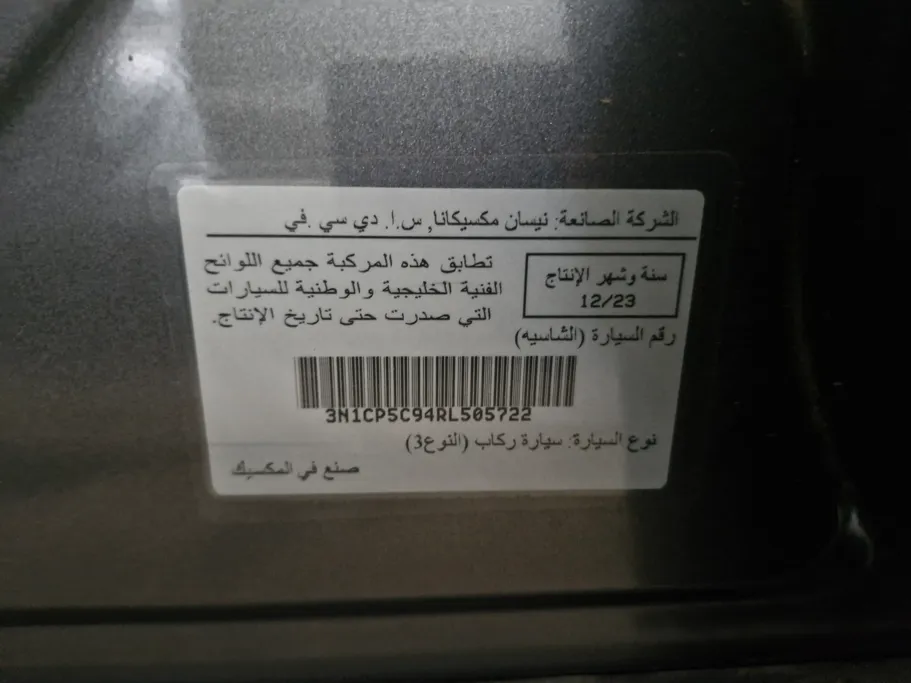 الشركة الصانعة: نيسان مكسيكانا, س.ا. دي سي .في
سنة وشهر الإنتاج
12/23
تطابق هذه المركبة جميع اللوائح
الفنية الخليجية والوطنية للسيارات
التي صدرت حتى تاريخ الإنتاج.
رقم السيارة (الشاسيه)
3N1CP5C94RL505722
نوع السيارة: سيارة ركاب (النوع3)
صنع في المكسيك